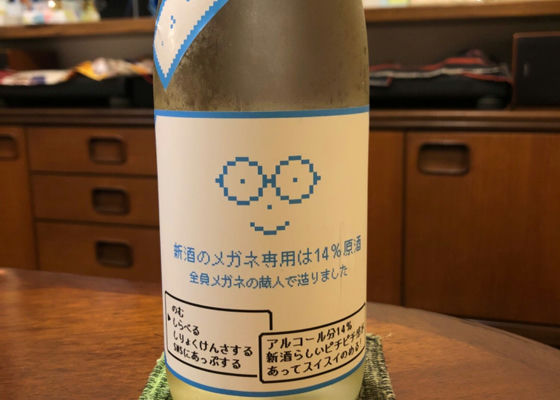 新酒のメガネ専用は14%原酒
全員メガネの蔵人で造りました
のむ
▶しらべる
しりょくけんさする
SNSにあっぷする
アルコール分14%
新酒らしいピチピチ感が
あってスイスイのめる!